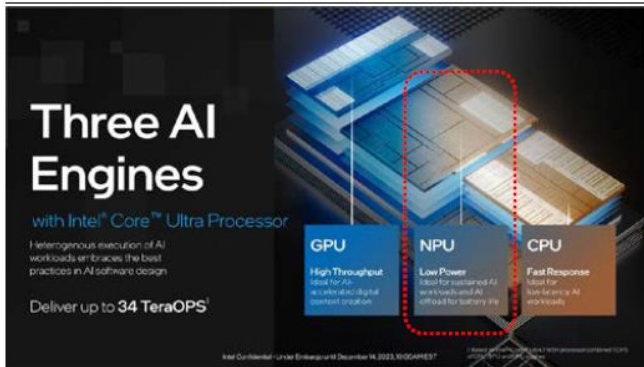 Three AI
Engines
with Intel® Core™ Ultra Processor
Heterogenous execution of AI
workloads embraces the best
practices in AI software design
Deliver up to 34 TeraOPS¹
GPU
High Throughput
Ideal for AI-
accelerated digital
content creation
NPU
Low Power
Ideal for sustained AI
workloads and AI
offload for battery life
CPU
Fast Response
Ideal for
low-latency AI
workloads
Intel Confidential - Under Embargo until December 14, 2023, 10:00AM EST